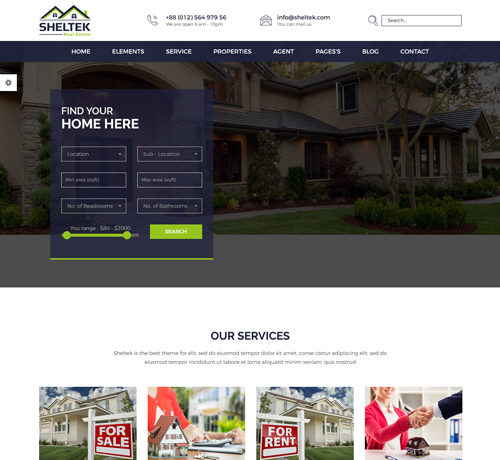 SHELTEK
Real Estate
+88 (012) 564 979 56
We are open 9 am - 10pm
info@sheltek.com
You can mail us
Search...
HOME
ELEMENTS
SERVICE
PROPERTIES
AGENT
PAGES'S
BLOG
CONTACT
FIND YOUR
HOME HERE
Location
Sub - Location
Min area (sqft)
Max area (sqft)
No. of Beadrooms
No. of Bathrooms
You range : $80 - $2000
SEARCH
OUR SERVICES
Sheltek is the best theme for elit, sed do eiusmod tempor dolor sit amet, conse ctetur adipiscing elit, sed do
eiusmod tempor incididunt ut labore et lorna aliquatd minim veniam, quis nostrud
FOR
SALE
FOR
RENT